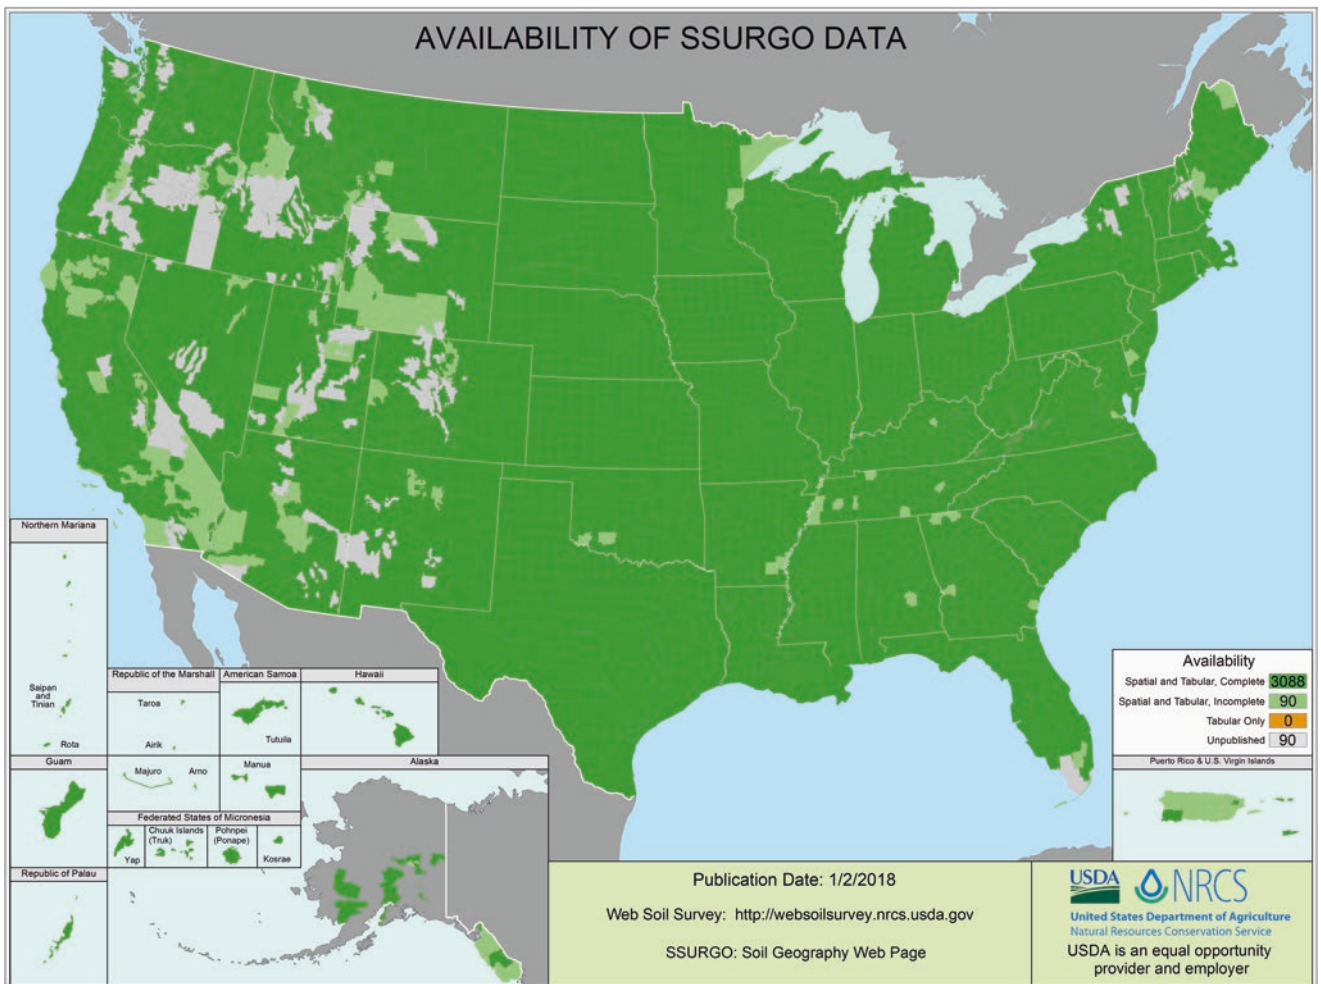 AVAILABILITY OF SSURGO DATA
Northern Mariana
Saipan
and
Tinian
Rota
Republic of the Marshall
Taroa
Airik
Majuro
Arno
American Samoa
Tutuila
Manua
Hawaii
Guam
Federated States of Micronesia
Yap
Chuuk Islands
(Truk)
Pohnpei
(Ponape)
Kosrae
Republic of Palau
Alaska
Availability
Spatial and Tabular, Complete 3088
Spatial and Tabular, Incomplete 90
Tabular Only 0
Unpublished 90
Puerto Rico & U.S. Virgin Islands
Publication Date: 1/2/2018
Web Soil Survey: http://websoilsurvey.nrcs.usda.gov
SSURGO: Soil Geography Web Page
USDA NRCS
United States Department of Agriculture
Natural Resources Conservation Service
USDA is an equal opportunity
provider and employer